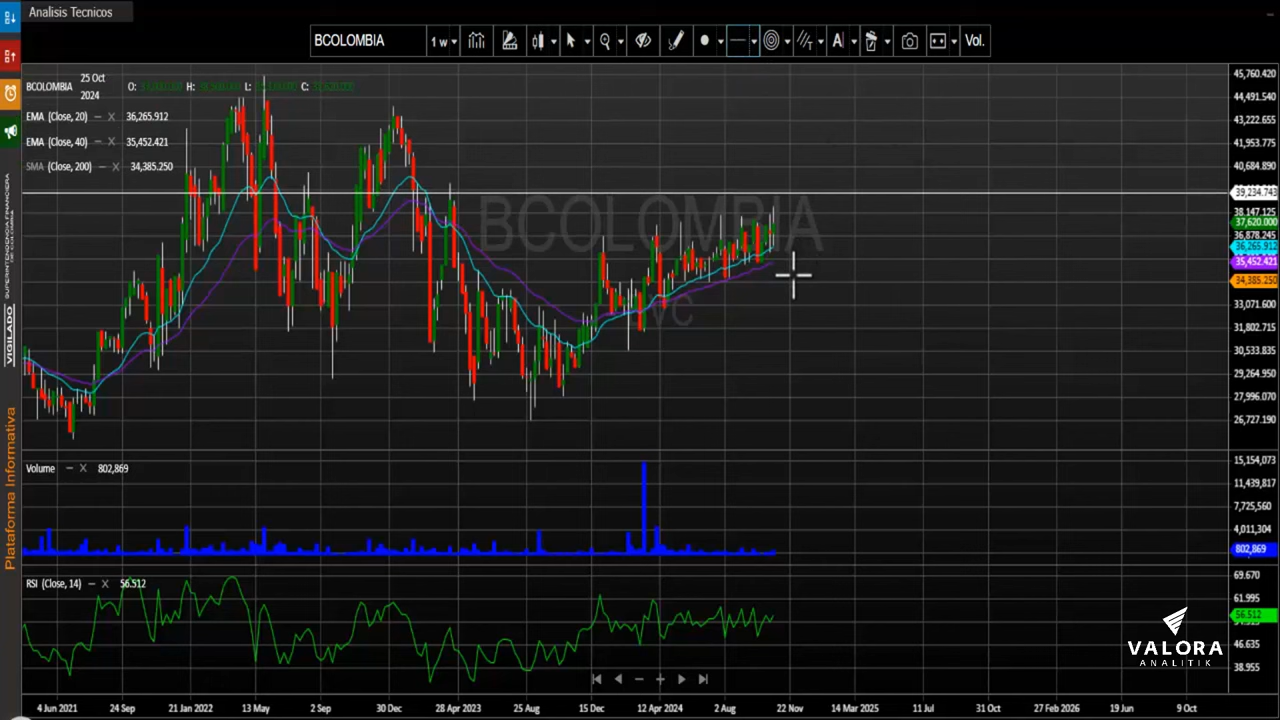 Analisis Tecnicos
BCOLOMBIA
1 w
A
Vol.
BCOLOMBIA
25 Oct
2024
O:
H:
L:
C:
EMA (Close, 20) — X 36,265.912
EMA (Close, 40) — X 35,452.421
SMA (Close, 200) — X 34,385.250
BCOLOMBIA
BVC
45,760.420
44,491.540
43,222.655
41,953.775
40,684.890
39,234.743
38,147.125
37,620.000
36,878.245
36,265.912
35,452.421
34,385.250
33,071.600
31,802.715
30,533.835
29,264.950
27,996.070
26,727.190
Volume — X 802,869
15,154,073
11,439,817
7,725,560
4,011,304
802,869
RSI (Close, 14) — X 56.512
69.670
61.995
56.512
46.635
38.955
4 Jun 2021
24 Sep
21 Jan 2022
13 May
2 Sep
30 Dec
28 Apr 2023
25 Aug
15 Dec
12 Apr 2024
2 Aug
22 Nov
14 Mar 2025
11 Jul
31 Oct
27 Feb 2026
19 Jun
9 Oct
VIGILADO
SUPERINTENDENCIA FINANCIERA
DE COLOMBIA
Plataforma Informativa
VALORA
ANALITIK